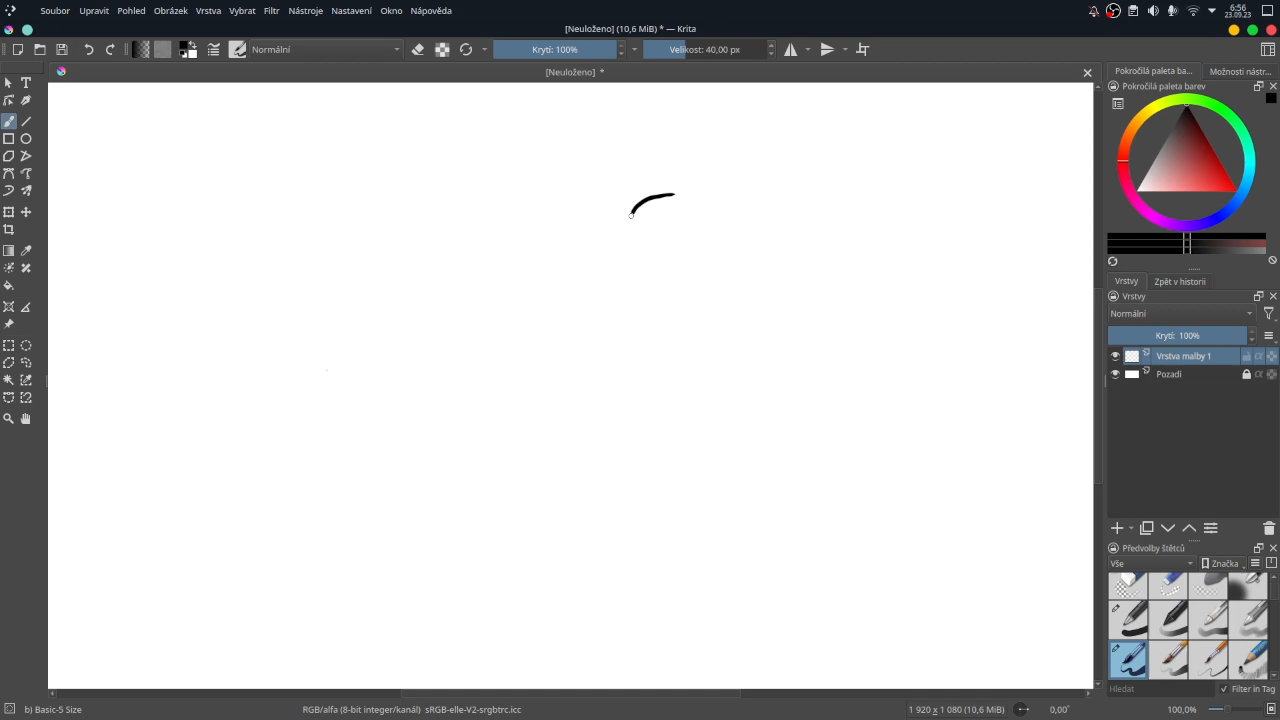 Soubor Upravit Pohled Obrázek Vrstva Vybrat Filtr Nástroje Nastavení Okno Nápověda
6:56
23.09.23
[Neuloženo] (10,6 MiB) * — Krita
Normální
Krytí: 100%
Velikost: 40,00 px
[Neuloženo] *
Pokročilá paleta ba... Možnosti nástr...
Pokročilá paleta barev
Vrstvy Zpět v historii
Vrstvy
Normální
Krytí: 100%
Vrstva malby 1
Pozadí
Předvolby štětců
Vše
Značka
Hledat
Filter in Tag
b) Basic-5 Size
RGB/alfa (8-bit integer/kanál) sRGB-elle-V2-srgbtrc.icc
1 920 x 1 080 (10,6 MiB)
0,00°
100,0%